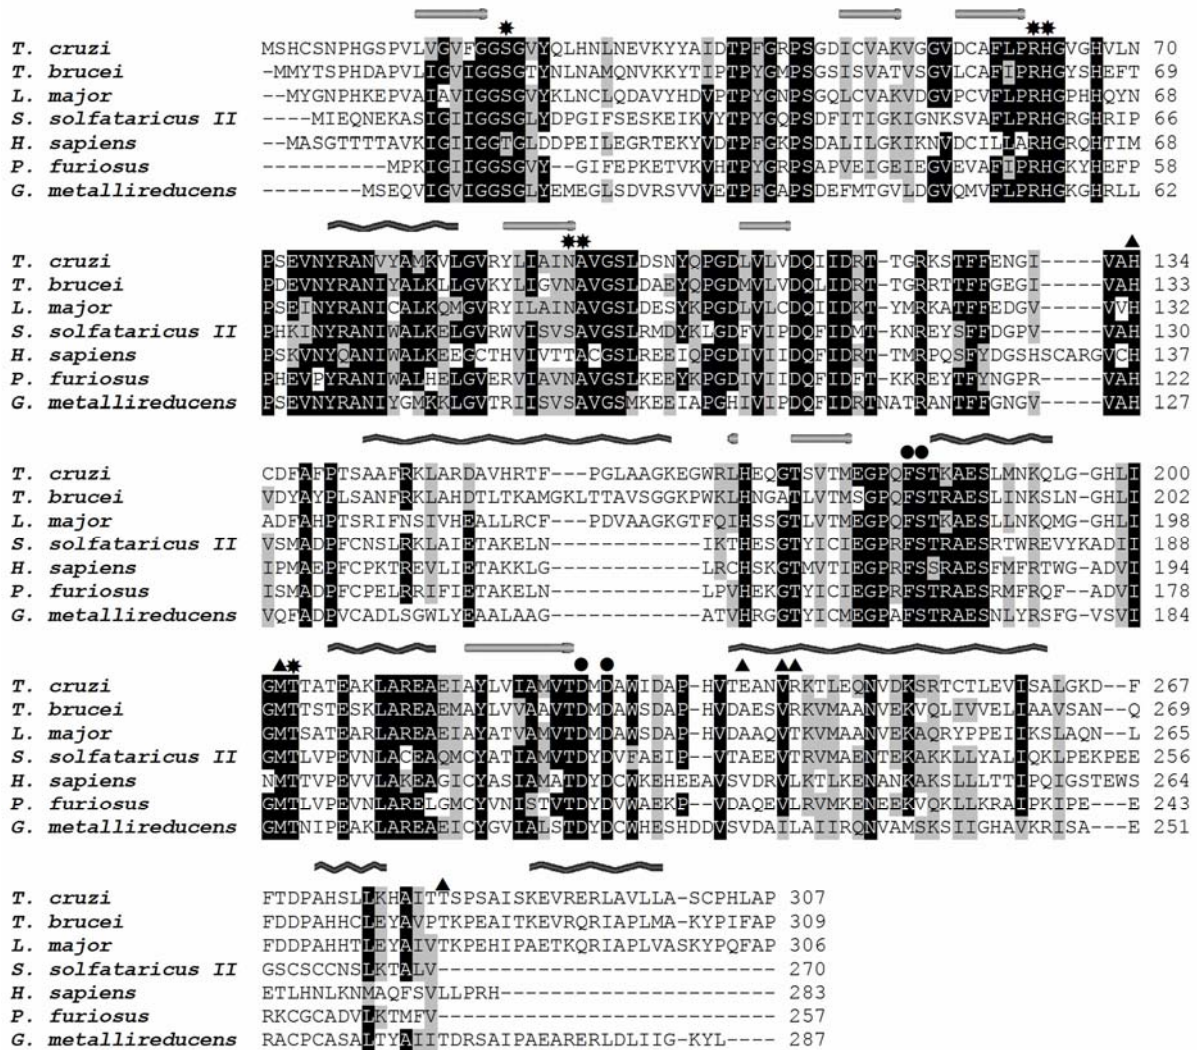 T. cruzi MSHCSNPHGSPVLVGVFGGSGVYQLHNLNEVKYYAIDTPFGRPSGDICVAKVGGVDCAFLPRHGVGHVLN 70
T. brucei -MMYTSPHDAPVLIGVIGGSGTYNLNAMQNVKKYTIPTPYGMPSGSISVATVSGVLCAFIPRHGYSHEFT 69
L. major --MYGNPHKEPVAIAVIGGSGVYKLNCLQDAVYHDVPTPYGNPSGQLCVAKVDGVPCVFLPRHGPHHQYN 68
S. solfataricus II ----MIEQNEKASIGIIGGSGLYDPGIFSESKEIKVYTPYGQPSDFITIGKIGNKSVAFLPRHGRGHRIP 66
H. sapiens --MASGTTTTAVKIGIIGGTGLDDPEILEGRTEKYVDTPFGKPSDALILGKIKNVDCILLARHGRQHTIM 68
P. furiosus ----------MPKIGIIGGSGVY---GIFEPKETVKVHTPYGRPSAPVEIGEIEGVEVAFIPRHGKYHEFP 58
G. metallireducens --------MSEQVIGVIGGSGLYEMEGLSDVRSVVVETPFGAPSDEFMTGVLDGVQMVFLPRHGKGHRLL 62
T. cruzi PSEVNYRANVYAMKVLGVRYLIAINAVGSLDSNYQPGDLVLVDQIIDRT-TGRKSTFFENGI-----VAH 134
T. brucei PDEVNYRANIYALKLLGVKYLIGVNAVGSLDAEYQPGDMVLVDQLIDRT-TGRRTTFFGEGI-----VAH 133
L. major PSEINYRANICALKQMGVRYILAINAVGSLDESYKPGDLVLCDQIIDKT-YMRKATFFEDGV-----VVH 132
S. solfataricus II PHKINYRANIWALKELGVRWVISVSAVGSLRMDYKLGDFVIPDQFIDMT-KNREYSFFDGPV-----VAH 130
H. sapiens PSKVNYQANIWALKEEGCTHVIVTTACGSLREEIQPGDIVIIDQFIDRT-TMRPQSFYDGSHSCARGVCH 137
P. furiosus PHEVPYRANIWALHELGVERVIAVNAVGSLKEEYKPGDIVIIDQFIDFT-KKREYTFYNGPR-----VAH 122
G. metallireducens PSEVNYRANIYGMKKLGVTRIISVSAVGSMKEEIAPGHIVIPDQFIDRTNATRANTFFGNGV-----VAH 127
T. cruzi CDFAFPTSAAFRKLARDAVHRTF---PGLAAGKEGWRLHEQGTSVTMEGPQFSTKAESLMNKQLG-GHLI 200
T. brucei VDYAYPLSANFRKLAHDTLTKAMGKLTTAVSGGKPWKLHNGATLVTMSGPQFSTRAESLINKSLN-GHLI 202
L. major ADFAHPTSRIFNSIVHEALLRCF---PDVAAGKGTFQIHSSGTLVTMEGPQFSTKAESLLNKQMG-GHLI 198
S. solfataricus II VSMADPFCNSLRKLAIETAKELN------------IKTHESGTYICIEGPRFSTRAESRTWREVYKADII 188
H. sapiens IPMAEPFCPKTREVLIETAKKLG------------LRCHSKGTMVTIEGPRFSSRAESFMFRTWG-ADVI 194
P. furiosus ISMADPFCPELRRIFIETAKELN------------LPVHEKGTYICIEGPRFSTRAESRMFRQF--ADVI 178
G. metallireducens VQFADPVCADLSGWLYEAALAAG------------ATVHRGGTYICMEGPAFSTRAESNLYRSFG-VSVI 184
T. cruzi GMTTATEAKLAREAEIAYLVIAMVTDMDAWIDAP-HVTEANVRKTLEQNVDKSRTCTLEVISALGKD--F 267
T. brucei GMTTSTESKLAREAEMAYLVVAAVTDMDAWSDAP-HVDAESVRKVMAANVEKVQLIVVELIAAVSAN--Q 269
L. major GMTSATEARLAREAEIAYATVAMVTDMDAWSDAP-HVDAAQVTKVMAANVEKAQRYPPEIIKSLAQN--L 265
S. solfataricus II GMTLVPEVNLACEAQMCYATIAMVTDYDVFAEIP--VTAEEVTRVMAENTEKAKKLLYALIQKLPEKPEE 256
H. sapiens NMTTVPEVVLAKEAGICYASIAMATDYDCWKEHEEAVSVDRVLKTLKENANKAKSLLLTTIPQIGSTEWS 264
P. furiosus GMTLVPEVNLARELGMCYVNISTVTDYDVWAEKP--VDAQEVLRVMKENEEKVQKLLKRAIPKIPE---E 243
G. metallireducens GMTNIPEAKLAREAEICYGVIALSTDYDCWHESHDDVSVDAILAIIRQNVAMSKSIIGHAVKRISA---E 251
T. cruzi FTDPAHSLLKHAITTSPSAISKEVRERLAVLLA-SCPHLAP 307
T. brucei FDDPAHHCLEYAVPTKPEAITKEVRQRIAPLMA-KYPIFAP 309
L. major FDDPAHHTLEYAIVTKPEHIPAETKQRIAPLVASKYPQFAP 306
S. solfataricus II GSCSCCNSLKTALV--------------------------- 270
H. sapiens ETLHNLKNMAQFSVLLPRH---------------------- 283
P. furiosus RKCGCADVLKTMFV--------------------------- 257
G. metallireducens RACPCASALTYAIITDRSAIPAEARERLDLIIG-KYL---- 287